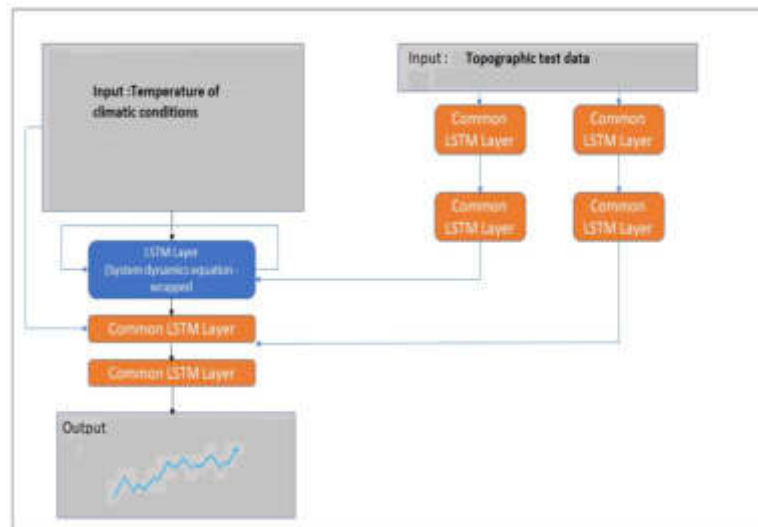 Input :Temperature of
climatic conditions
Input : Topographic test data
Common
LSTM Layer
Common
LSTM Layer
Common
LSTM Layer
Common
LSTM Layer
LSTM Layer
(System dynamics equation -
wrapped
Common LSTM Layer
Common LSTM Layer
Output